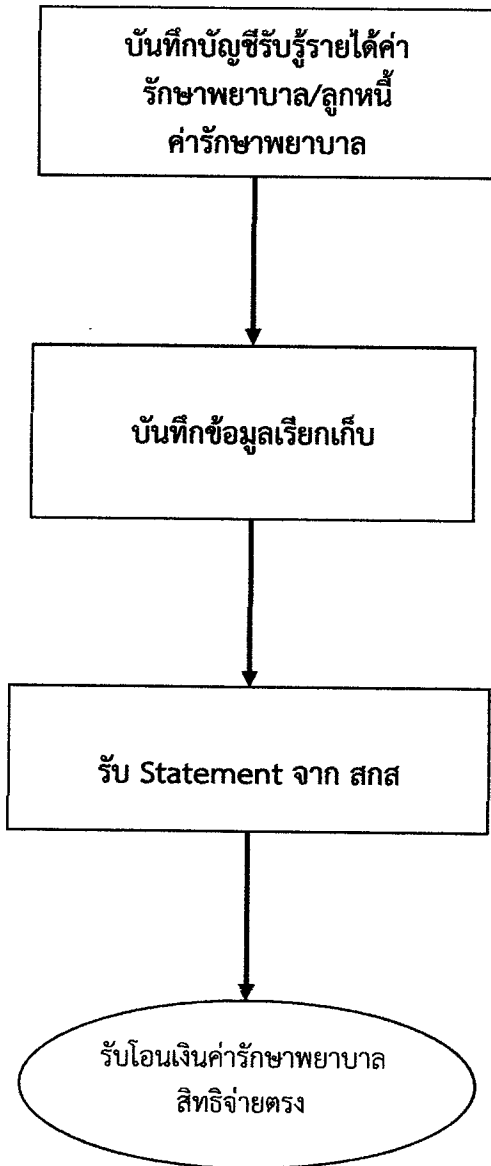 บันทึกบัญชีรับรู้รายได้ค่า
รักษาพยาบาล/ลูกหนี้
ค่ารักษาพยาบาล
บันทึกข้อมูลเรียกเก็บ
รับ Statement จาก สกส
รับโอนเงินค่ารักษาพยาบาล
สิทธิจ่ายตรง